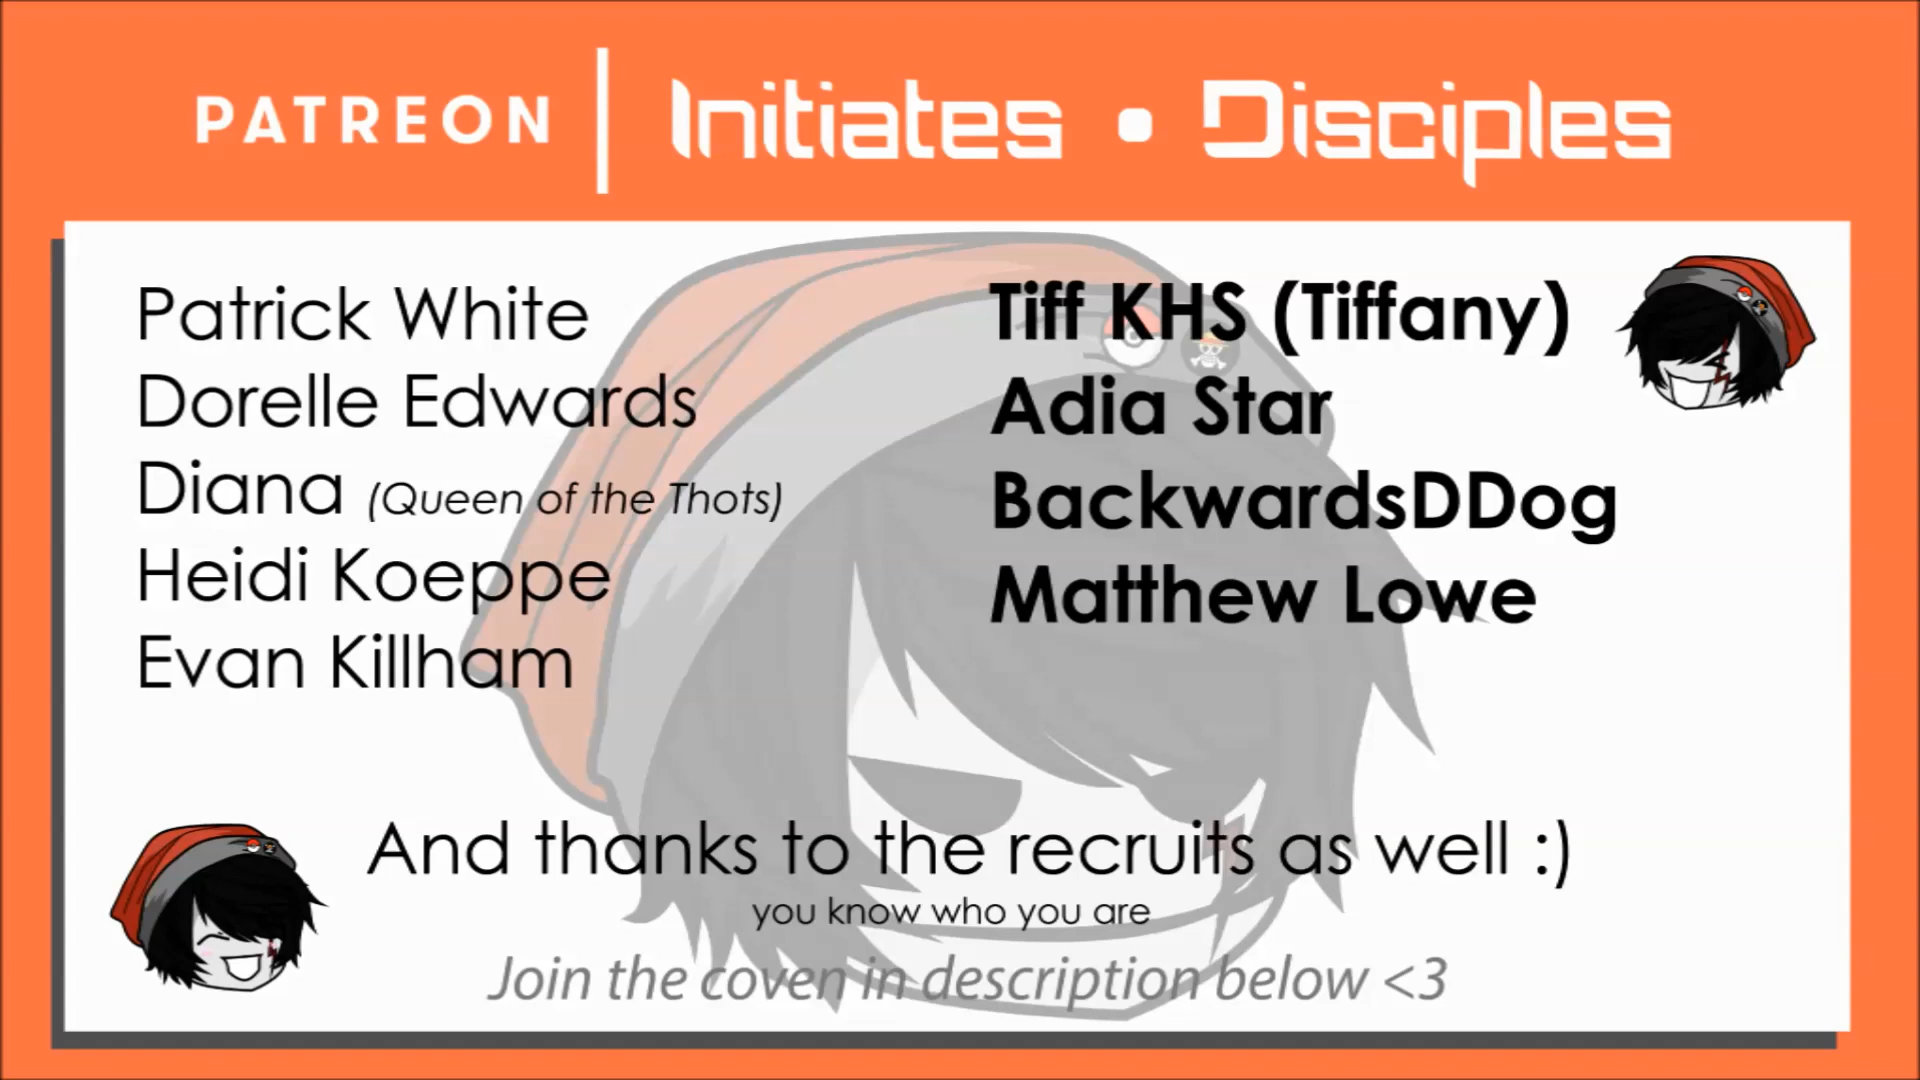 PATREON | Initiates • Disciples
Patrick White
Dorelle Edwards
Diana (Queen of the Thots)
Heidi Koeppe
Evan Killham
Tiff KHS (Tiffany)
Adia Star
BackwardsDDog
Matthew Lowe
And thanks to the recruits as well :)
you know who you are
Join the coven in description below <3